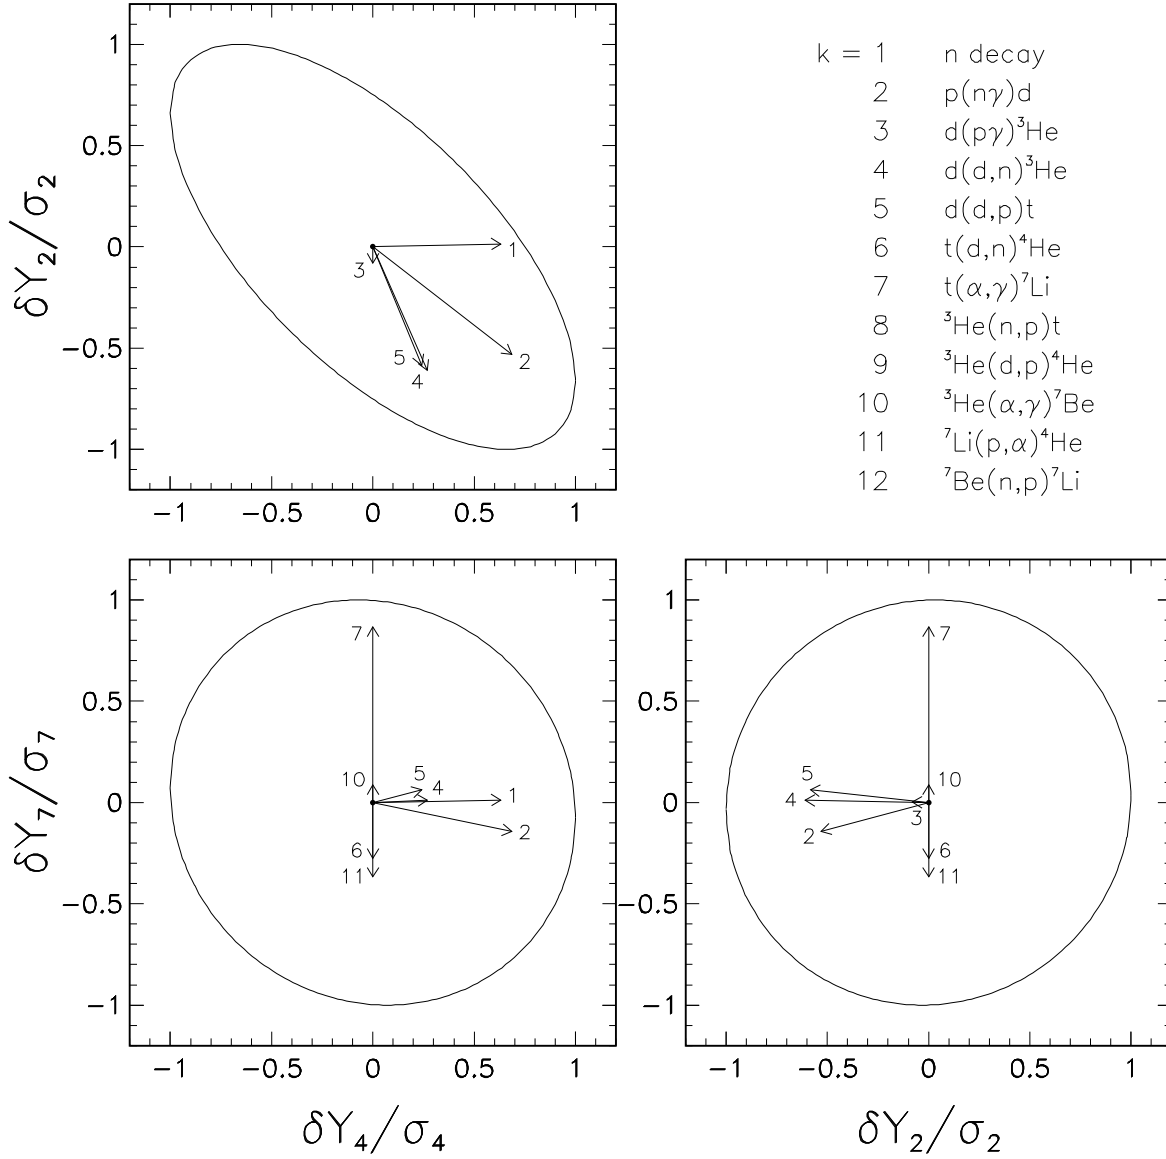 k = 1 n decay
2 p(nγ)d
3 d(pγ)³He
4 d(d,n)³He
5 d(d,p)t
6 t(d,n)⁴He
7 t(α,γ)⁷Li
8 ³He(n,p)t
9 ³He(d,p)⁴He
10 ³He(α,γ)⁷Be
11 ⁷Li(p,α)⁴He
12 ⁷Be(n,p)⁷Li
δY₂/σ₂
1
0.5
0
−0.5
−1
3
1
5
4
2
−1 −0.5 0 0.5 1
δY₇/σ₇
1
0.5
0
−0.5
−1
7
10
5
4
1
2
6
11
−1 −0.5 0 0.5 1
δY₄/σ₄
1
0.5
0
−0.5
−1
7
5
10
4
3
2
6
11
−1 −0.5 0 0.5 1
δY₂/σ₂